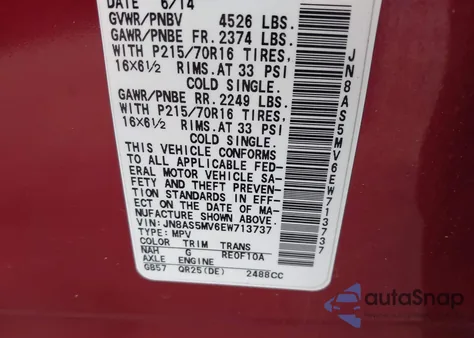 DATE 6/14
GVWR/PNBV 4526 LBS.
GAWR/PNBE FR. 2374 LBS.
WITH P215/70R16 TIRES,
16X6½ RIMS.AT 33 PSI
COLD SINGLE.
GAWR/PNBE RR. 2249 LBS.
WITH P215/70R16 TIRES,
16X6½ RIMS.AT 33 PSI
COLD SINGLE.
THIS VEHICLE CONFORMS
TO ALL APPLICABLE FED-
ERAL MOTOR VEHICLE SA-
FETY AND THEFT PREVEN-
TION STANDARDS IN EFF-
ECT ON THE DATE OF MA-
NUFACTURE SHOWN ABOVE.
VIN:JN8AS5MV6EW713737
TYPE: MPV
COLOR TRIM TRANS
NAH G RE0F10A
AXLE ENGINE
GB57 QR25(DE) 2488CC
JN8AS5MV6EW713737
autoSnap